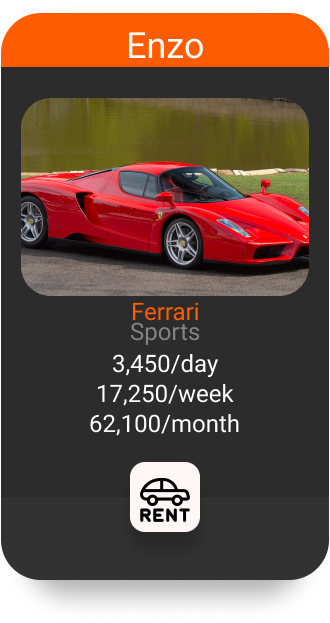 Enzo
Ferrari
Sports
3,450/day
17,250/week
62,100/month
RENT